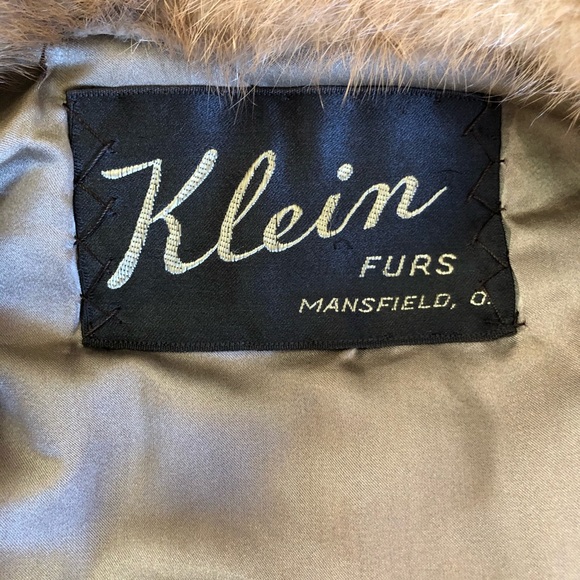 Klein
FURS
MANSFIELD, O.